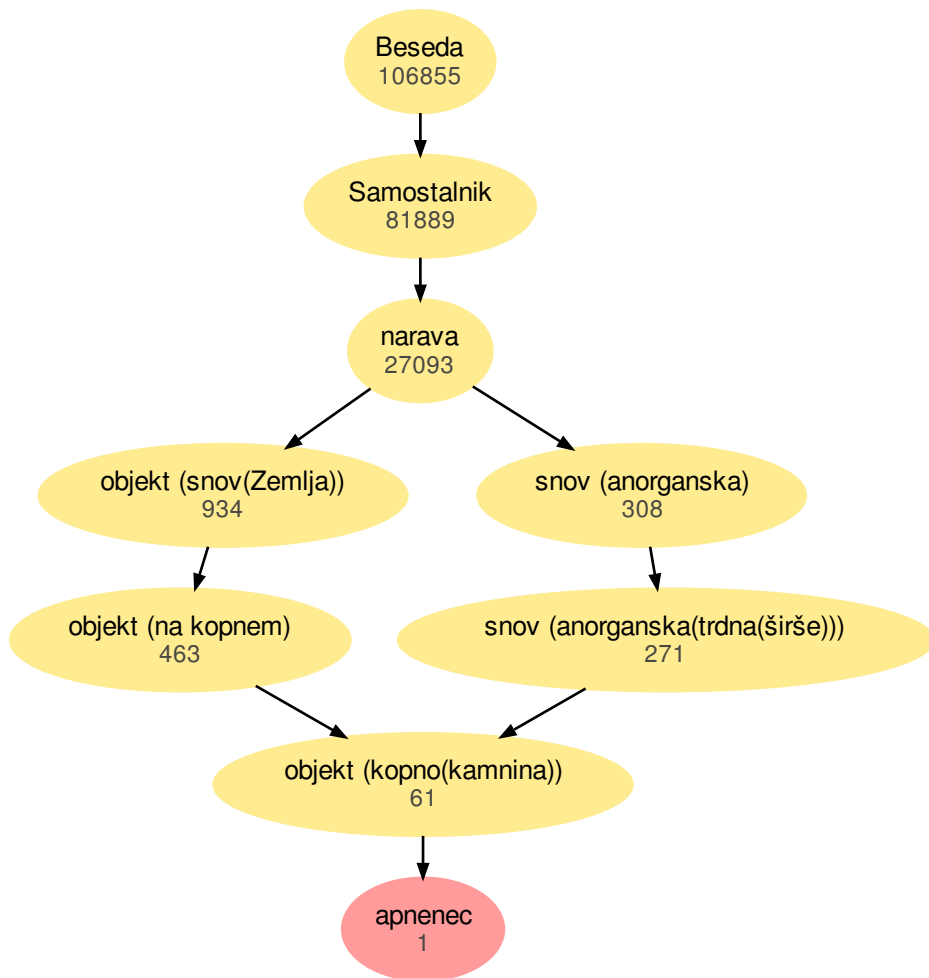 Beseda
106855
Samostalnik
81889
narava
27093
objekt (snov(Zemlja))
934
snov (anorganska)
308
objekt (na kopnem)
463
snov (anorganska(trdna(širše)))
271
objekt (kopno(kamnina))
61
apnenec
1